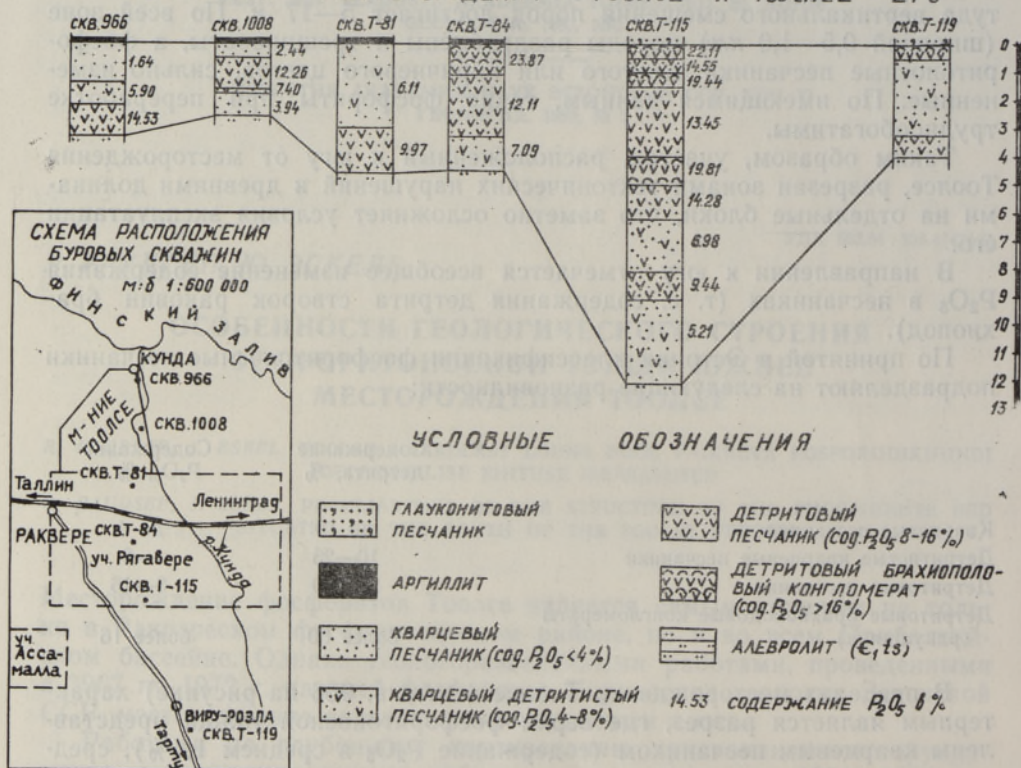 СКВ. 966
СКВ. 1008
СКВ.Т-81
СКВ.Т-84
СКВ.Т-115
СКВ.Т-119
1.64
5.90
14.53
2.44
12.26
7.40
3.94
6.11
9.97
23.87
12.11
7.09
22.11
14.55
19.44
13.45
19.81
14.28
6.98
9.44
5.21
0
1
2
3
4
5
6
7
8
9
10
11
12
13
СХЕМА РАСПОЛОЖЕНИЯ
БУРОВЫХ СКВАЖИН
М-Б 1:600 000
ФИНСКИЙ ЗАЛИВ
КУНДА
СКВ. 966
М-НИЕ
ТООЛСЕ
СКВ. 1008
СКВ.Т-81
Таллин
Ленинград
РАКВЕРЕ
СКВ.Т-84
уч. Рягавере
р.Кунда
СКВ. Т-115
уч.
Асса-
малла
ВИРУ-РОЭЛА
СКВ.Т-119
Тарту
УСЛОВНЫЕ ОБОЗНАЧЕНИЯ
ГЛАУКОНИТОВЫЙ
ПЕСЧАНИК
АРГИЛЛИТ
КВАРЦЕВЫЙ
ПЕСЧАНИК (сод. P₂O₅ <4%)
КВАРЦЕВЫЙ ДЕТРИТИСТЫЙ
ПЕСЧАНИК (сод. P₂O₅ 4-8%)
ДЕТРИТОВЫЙ
ПЕСЧАНИК (сод. P₂O₅ 8-16%)
ДЕТРИТОВЫЙ БРАХИОПОДО-
ВЫЙ КОНГЛОМЕРАТ
(сод. P₂O₅ ->16%)
АЛЕВРОЛИТ (Є₁ts)
14.53 СОДЕРЖАНИЕ P₂O₅ в %